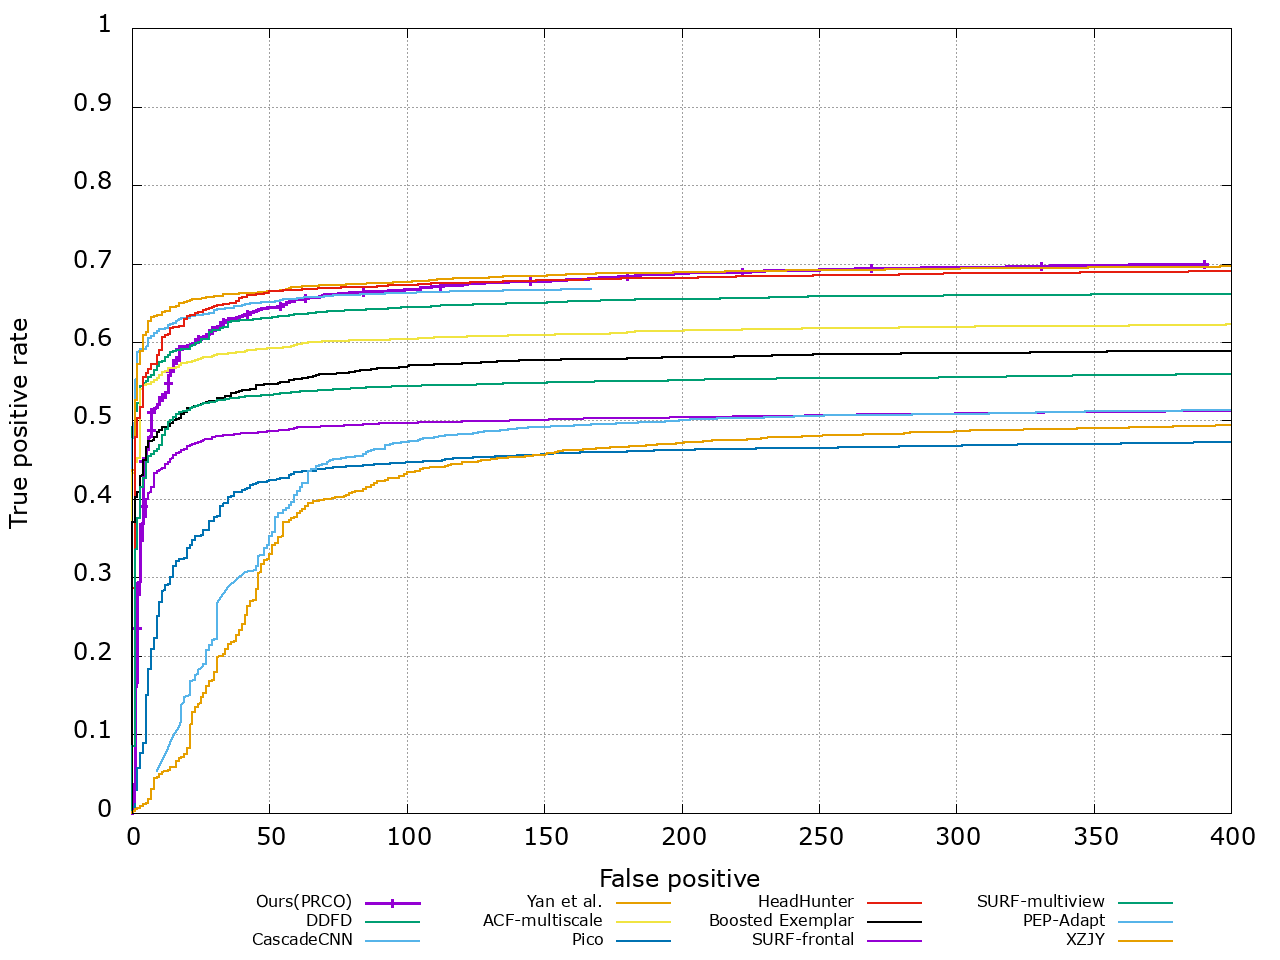 1
0.9
0.8
0.7
0.6
0.5
0.4
0.3
0.2
0.1
0
True positive rate
0 50 100 150 200 250 300 350 400
False positive
Ours(PRCO) Yan et al. HeadHunter SURF-multiview
DDFD ACF-multiscale Boosted Exemplar PEP-Adapt
CascadeCNN Pico SURF-frontal XZJY